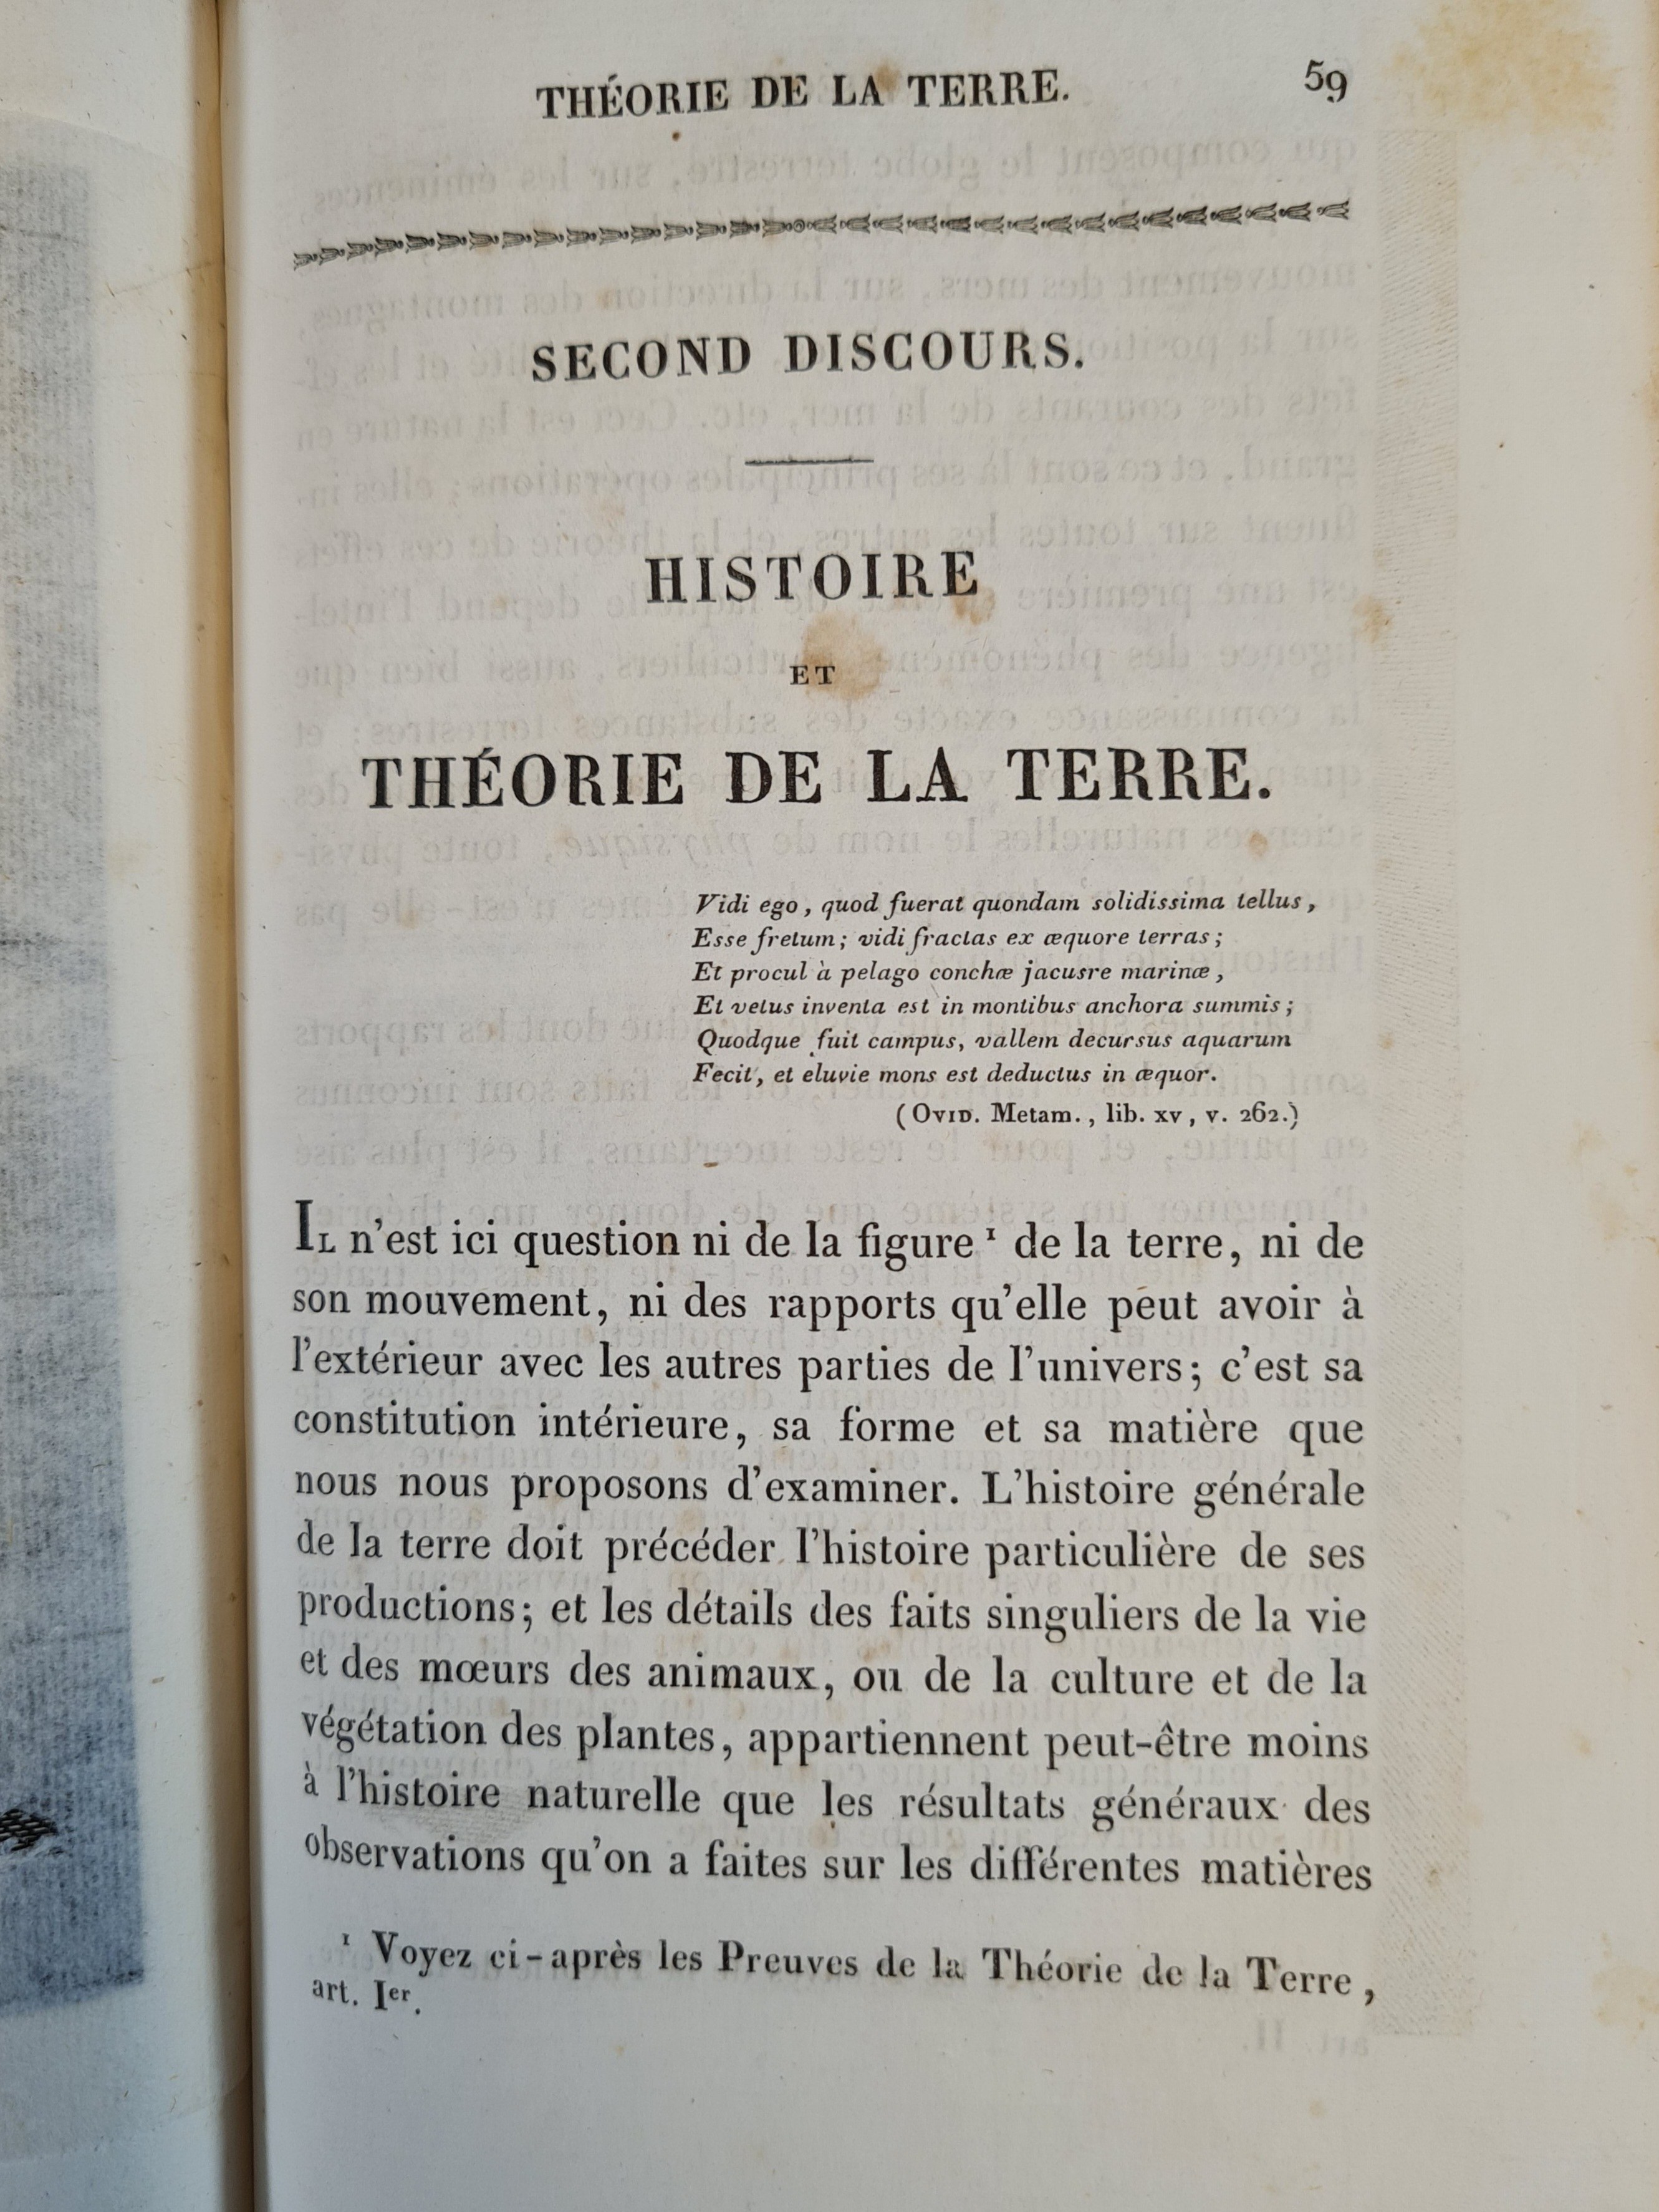 THÉORIE DE LA TERRE. 59
SECOND DISCOURS.
HISTOIRE
ET
THÉORIE DE LA TERRE.
Vidi ego, quod fuerat quondam solidissima tellus,
Esse fretum; vidi fractas ex æquore terras;
Et procul à pelago conchæ jacusre marinæ,
Et vetus inventa est in montibus anchora summis;
Quodque fuit campus, vallem decursus aquarum
Fecit, et eluvie mons est deductus in æquor.
(OVID. Metam., lib. XV, v. 262.)
IL n'est ici question ni de la figure 1 de la terre, ni de
son mouvement, ni des rapports qu'elle peut avoir à
l'extérieur avec les autres parties de l'univers; c'est sa
constitution intérieure, sa forme et sa matière que
nous nous proposons d'examiner. L'histoire générale
de la terre doit précéder l'histoire particulière de ses
productions; et les détails des faits singuliers de la vie
et des mœurs des animaux, ou de la culture et de la
végétation des plantes, appartiennent peut-être moins
à l'histoire naturelle que les résultats généraux des
observations qu'on a faites sur les différentes matières
1 Voyez ci-après les Preuves de la Théorie de la Terre,
art. Ier.